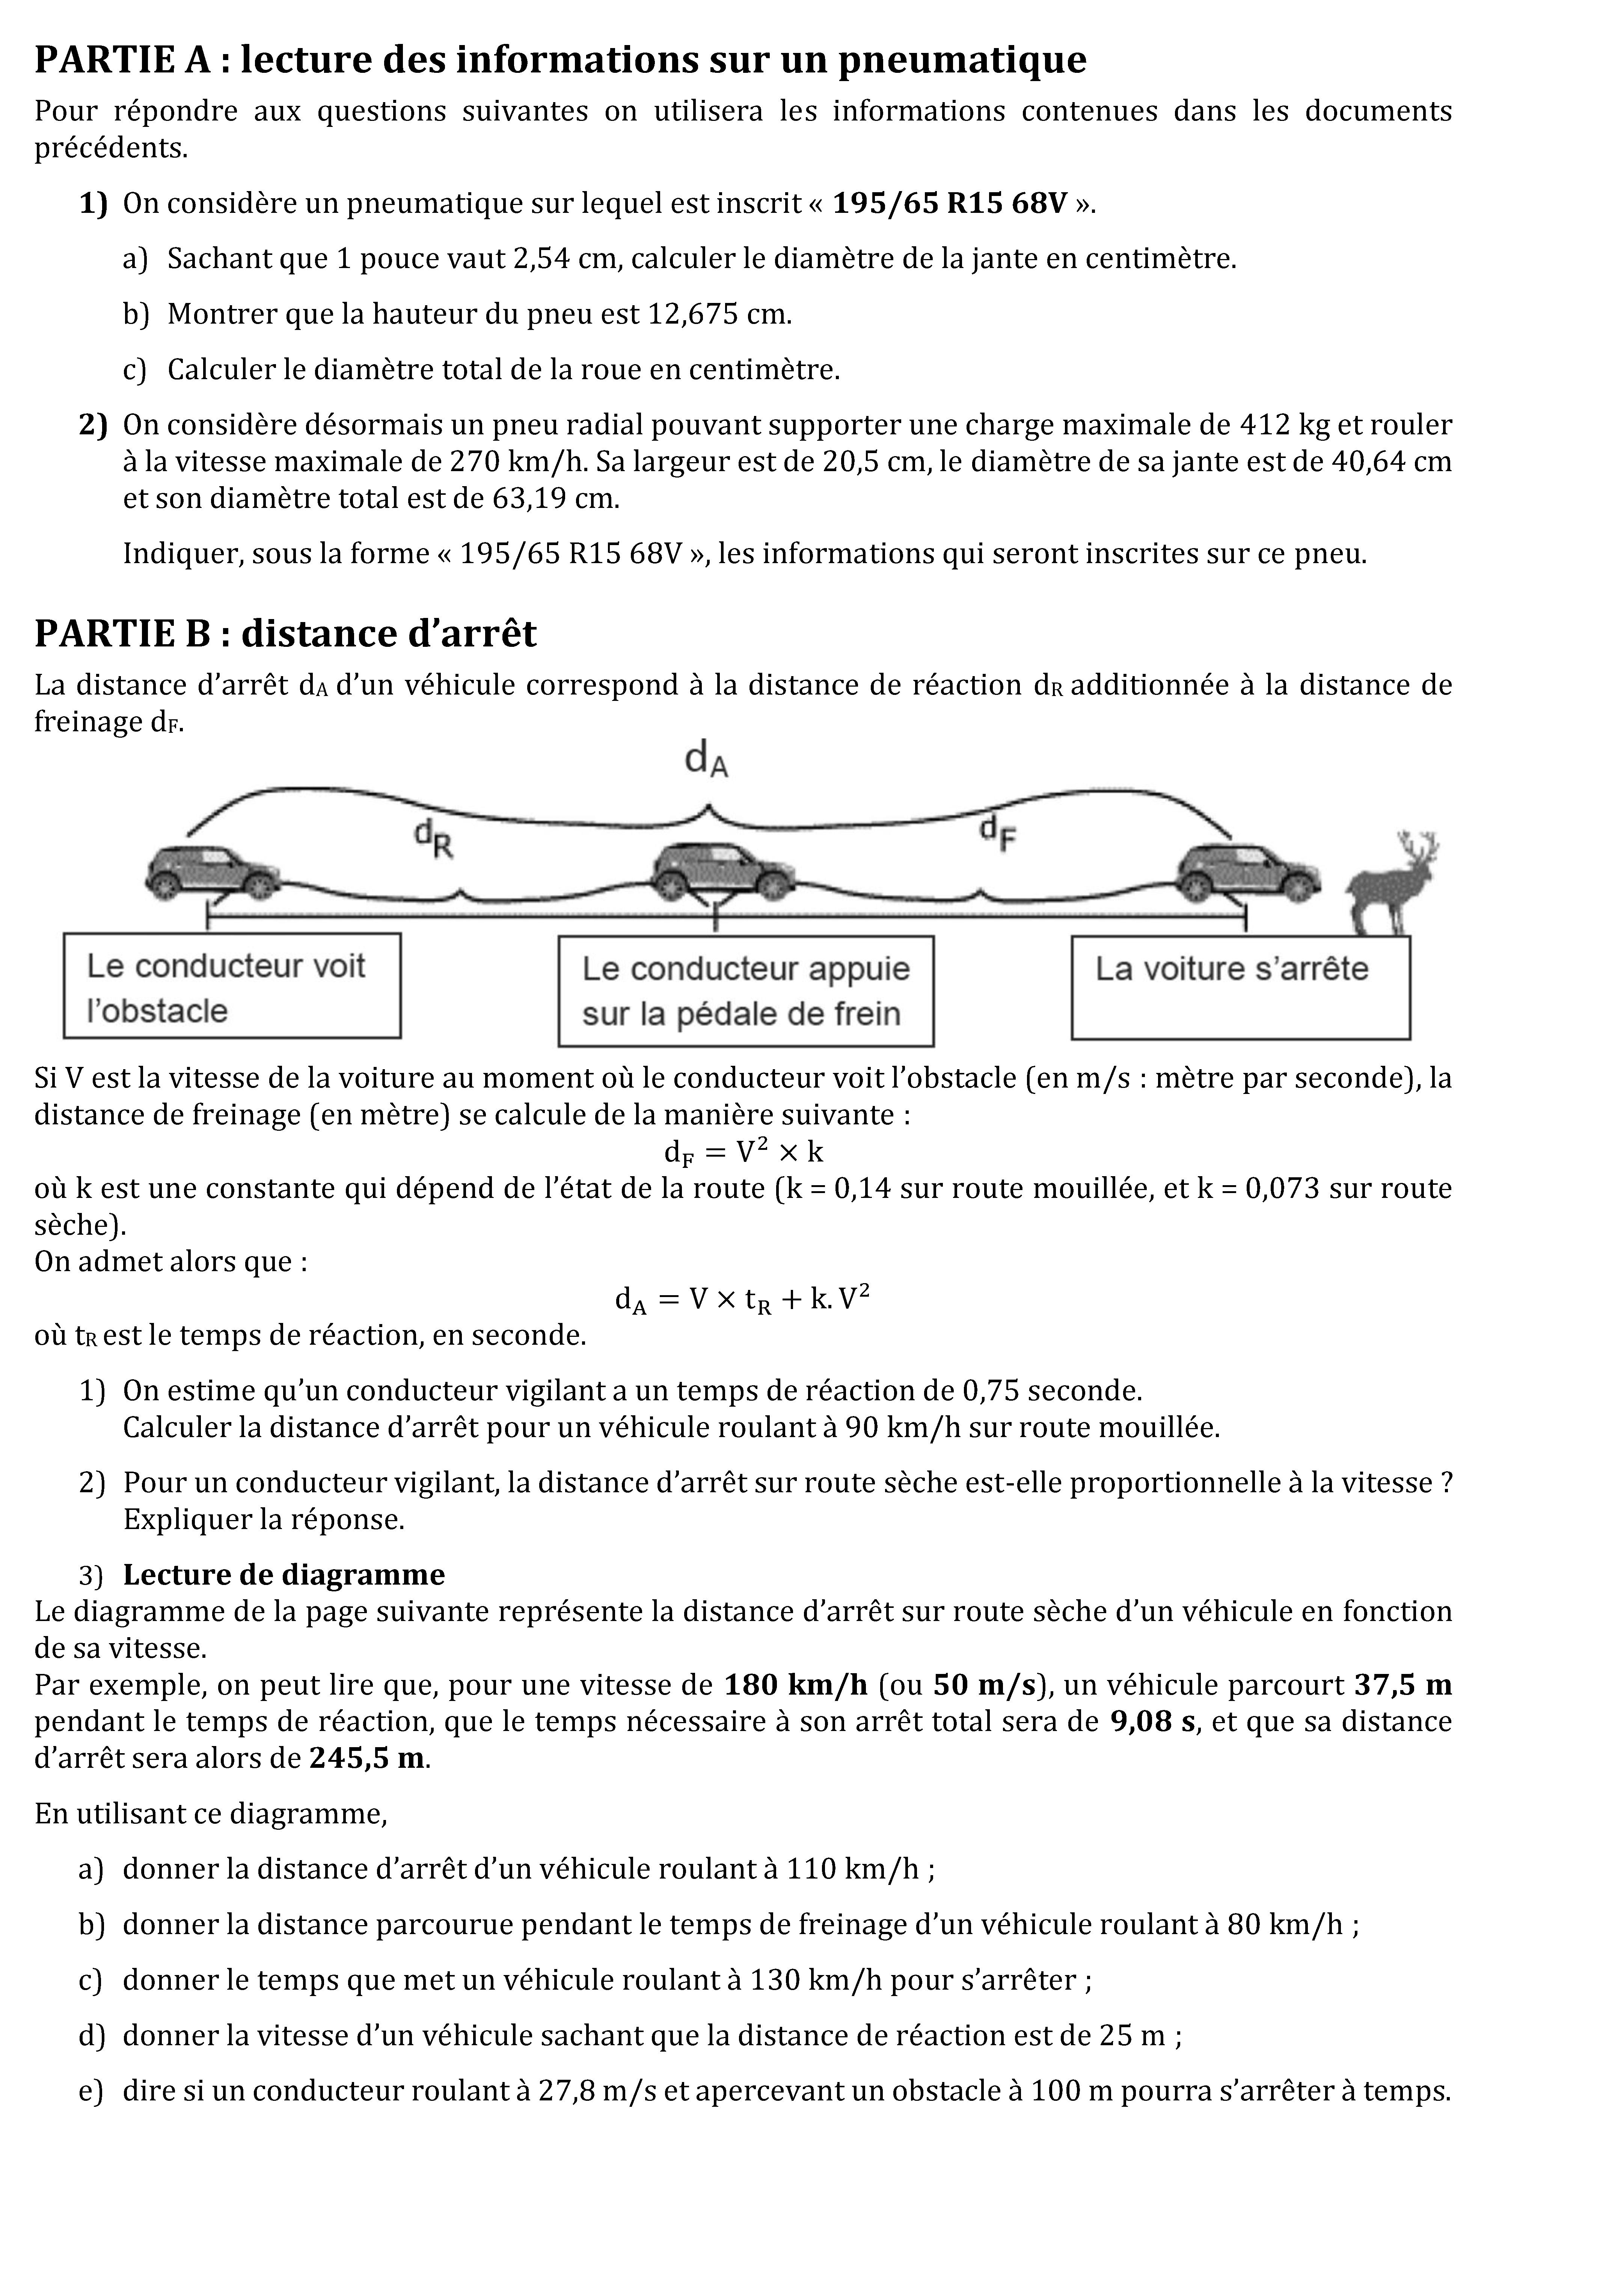 PARTIE A : lecture des informations sur un pneumatique
Pour répondre aux questions suivantes on utilisera les informations contenues dans les documents
précédents.
1) On considère un pneumatique sur lequel est inscrit « 195/65 R15 68V ».
a) Sachant que 1 pouce vaut 2,54 cm, calculer le diamètre de la jante en centimètre.
b) Montrer que la hauteur du pneu est 12,675 cm.
c) Calculer le diamètre total de la roue en centimètre.
2) On considère désormais un pneu radial pouvant supporter une charge maximale de 412 kg et rouler
à la vitesse maximale de 270 km/h. Sa largeur est de 20,5 cm, le diamètre de sa jante est de 40,64 cm
et son diamètre total est de 63,19 cm.
Indiquer, sous la forme « 195/65 R15 68V », les informations qui seront inscrites sur ce pneu.
PARTIE B : distance d’arrêt
La distance d’arrêt dA d’un véhicule correspond à la distance de réaction dR additionnée à la distance de
freinage dF.
dA
dR
dF
Le conducteur voit
l’obstacle
Le conducteur appuie
sur la pédale de frein
La voiture s’arrête
Si V est la vitesse de la voiture au moment où le conducteur voit l’obstacle (en m/s : mètre par seconde), la
distance de freinage (en mètre) se calcule de la manière suivante :
dF = V² × k
où k est une constante qui dépend de l’état de la route (k = 0,14 sur route mouillée, et k = 0,073 sur route
sèche).
On admet alors que :
dA = V × tR + k. V²
où tR est le temps de réaction, en seconde.
1) On estime qu’un conducteur vigilant a un temps de réaction de 0,75 seconde.
Calculer la distance d’arrêt pour un véhicule roulant à 90 km/h sur route mouillée.
2) Pour un conducteur vigilant, la distance d’arrêt sur route sèche est-elle proportionnelle à la vitesse ?
Expliquer la réponse.
3) Lecture de diagramme
Le diagramme de la page suivante représente la distance d’arrêt sur route sèche d’un véhicule en fonction
de sa vitesse.
Par exemple, on peut lire que, pour une vitesse de 180 km/h (ou 50 m/s), un véhicule parcourt 37,5 m
pendant le temps de réaction, que le temps nécessaire à son arrêt total sera de 9,08 s, et que sa distance
d’arrêt sera alors de 245,5 m.
En utilisant ce diagramme,
a) donner la distance d’arrêt d’un véhicule roulant à 110 km/h ;
b) donner la distance parcourue pendant le temps de freinage d’un véhicule roulant à 80 km/h ;
c) donner le temps que met un véhicule roulant à 130 km/h pour s’arrêter ;
d) donner la vitesse d’un véhicule sachant que la distance de réaction est de 25 m ;
e) dire si un conducteur roulant à 27,8 m/s et apercevant un obstacle à 100 m pourra s’arrêter à temps.